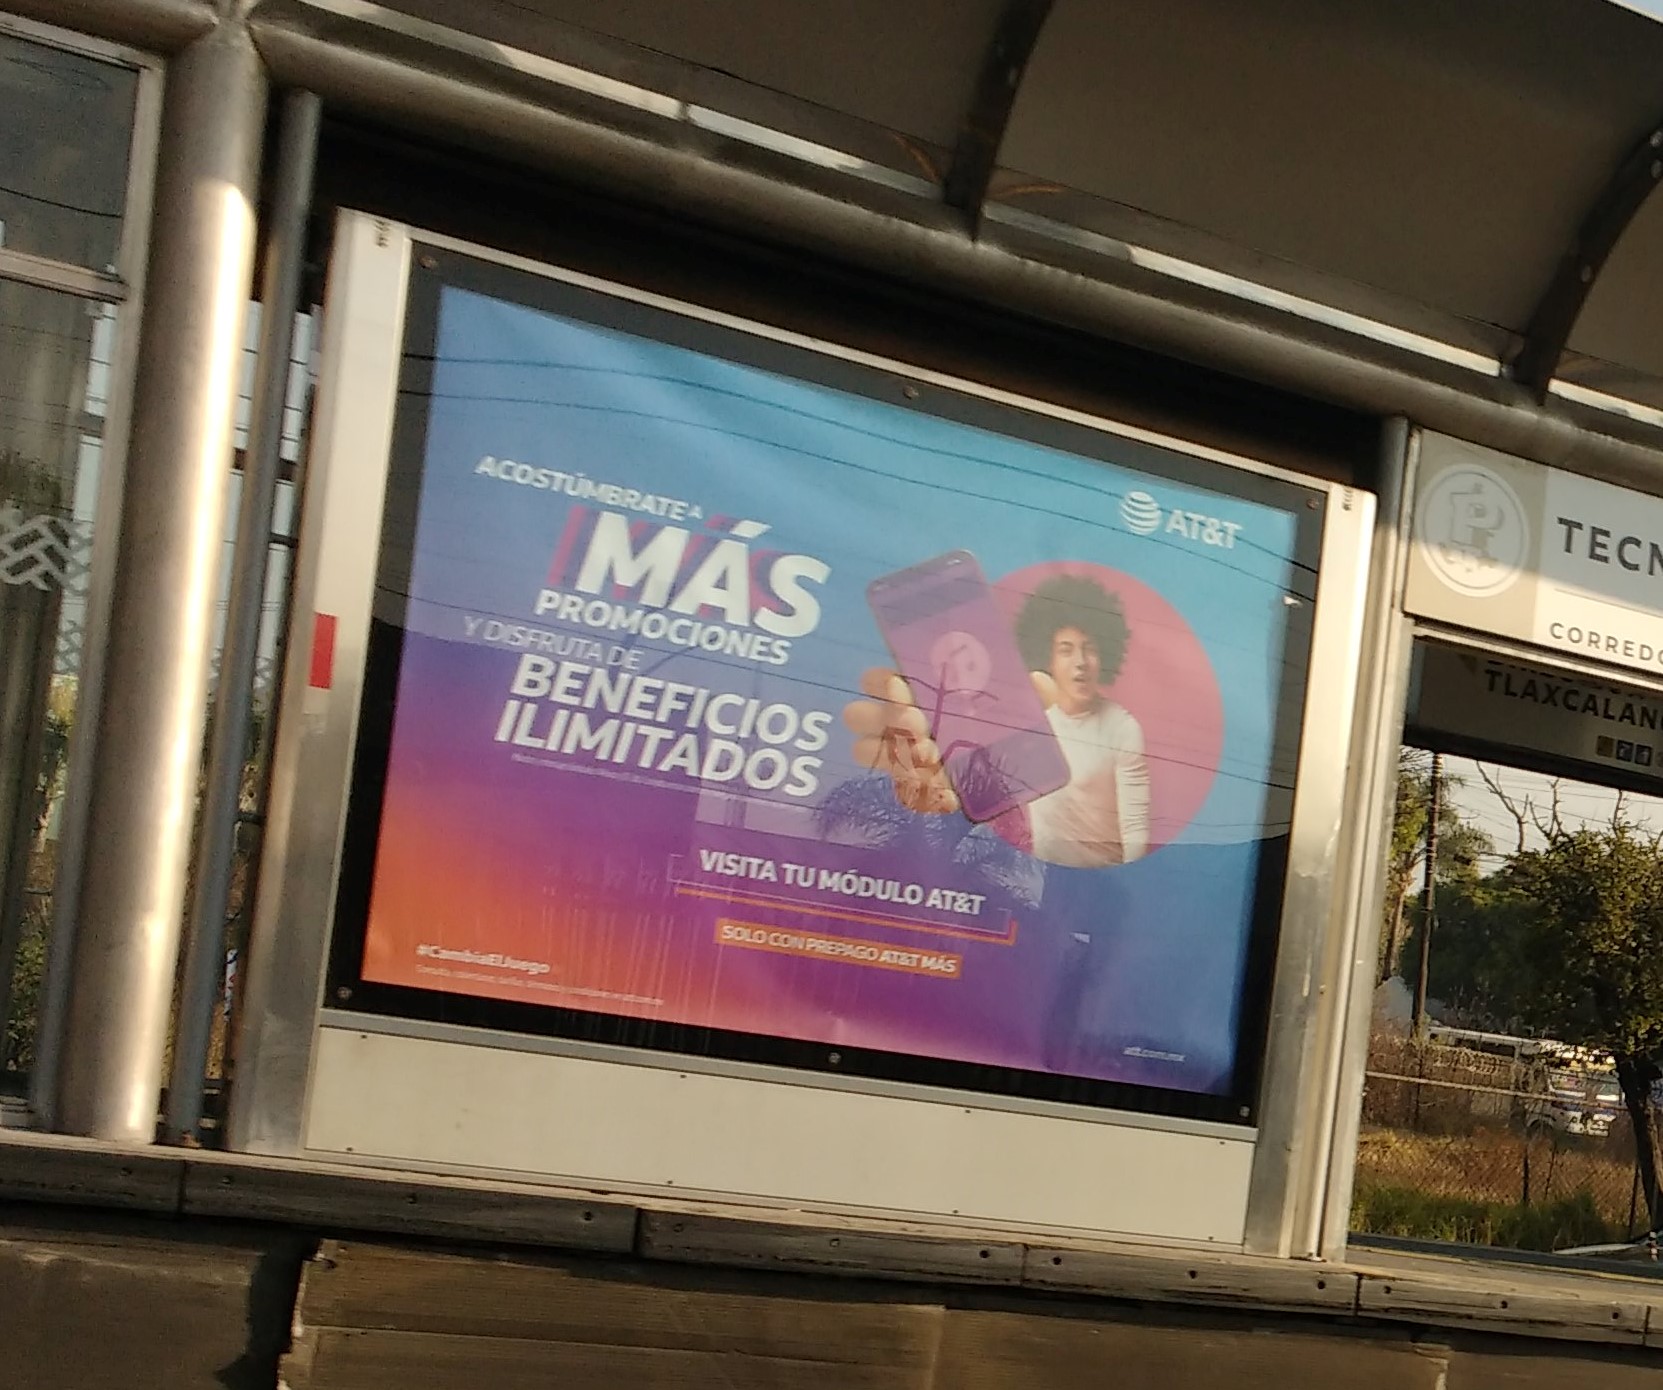 ACOSTÚMBRATE A
MÁS
PROMOCIONES
Y DISFRUTA DE
BENEFICIOS
ILIMITADOS
AT&T
VISITA TU MÓDULO AT&T
SOLO CON PREPAGO AT&T MÁS
#CambiaElJuego
att.com.mx
TECN
CORREDO
TLAXCALAN